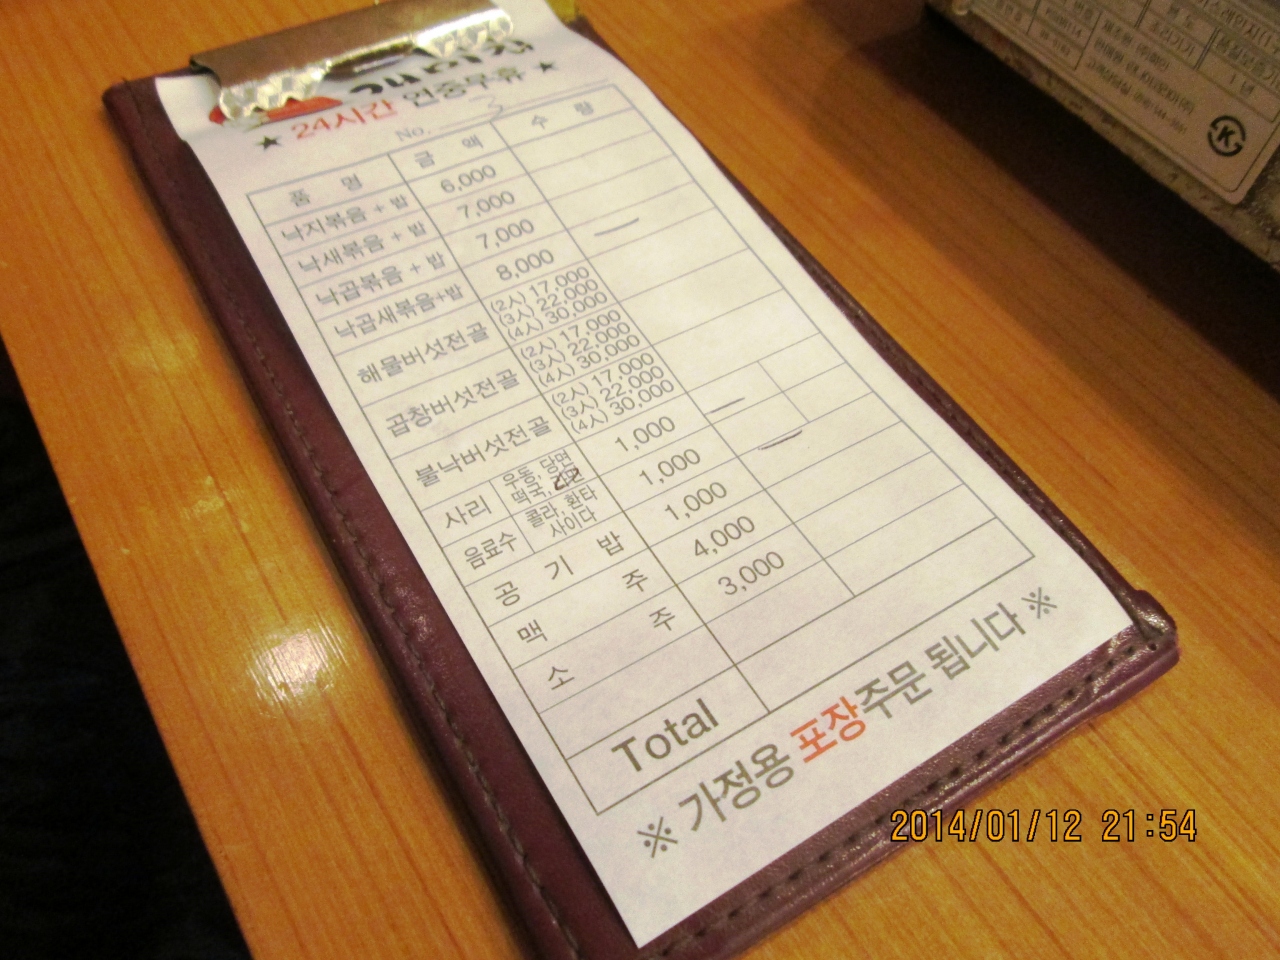 ★ 24시간 연중무휴 ★
No. 3
품 명 금 액 수 량
낙지볶음 + 밥 6,000
낙새볶음 + 밥 7,000
낙곱볶음 + 밥 7,000
낙곱새볶음+밥 8,000
해물버섯전골 (2人) 17,000
(3人) 22,000
(4人) 30,000
곱창버섯전골 (2人) 17,000
(3人) 22,000
(4人) 30,000
불낙버섯전골 (2人) 17,000
(3人) 22,000
(4人) 30,000
사리 우동, 당면 1,000
떡국,
음료수 콜라, 환타 1,000
사이다
공 기 밥 1,000
맥 주 4,000
소 주 3,000
Total
※ 가정용 포장주문 됩니다 ※
1 년
2014/01/12 21:54